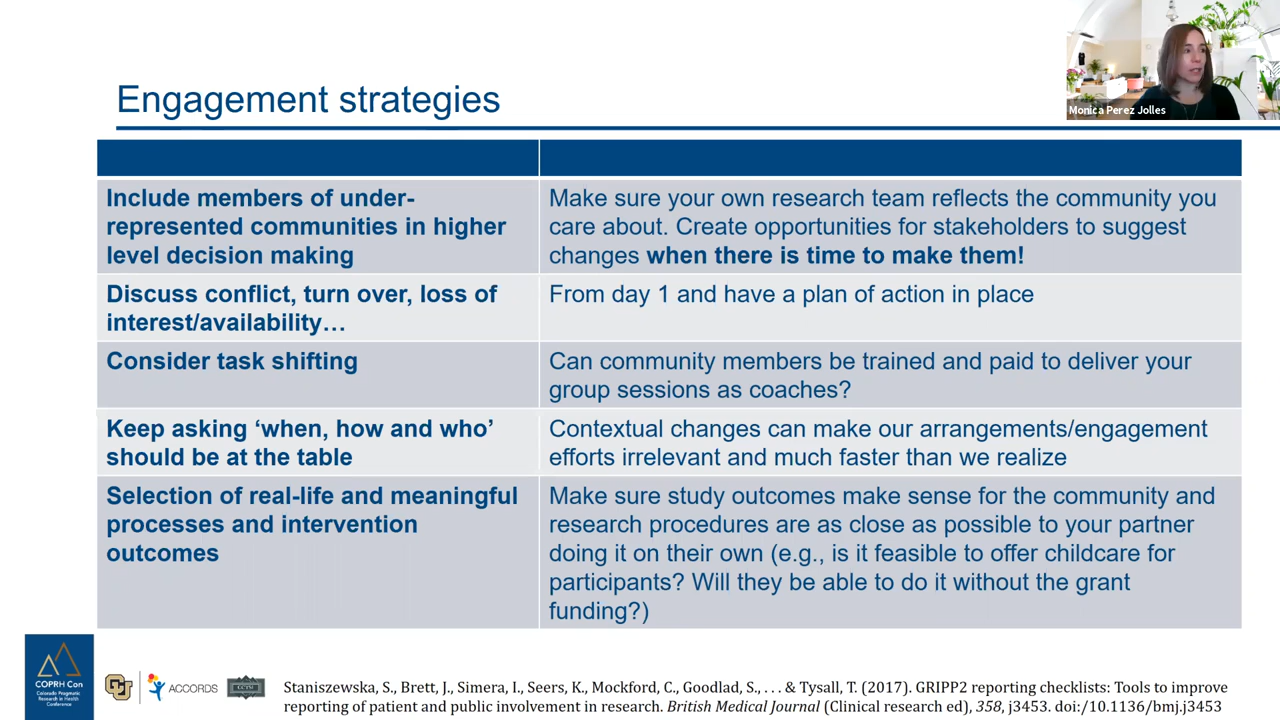 Monica Perez Jolles
Engagement strategies
Include members of under-
represented communities in higher
level decision making
Make sure your own research team reflects the community you
care about. Create opportunities for stakeholders to suggest
changes when there is time to make them!
Discuss conflict, turn over, loss of
interest/availability…
From day 1 and have a plan of action in place
Consider task shifting
Can community members be trained and paid to deliver your
group sessions as coaches?
Keep asking ‘when, how and who’
should be at the table
Contextual changes can make our arrangements/engagement
efforts irrelevant and much faster than we realize
Selection of real-life and meaningful
processes and intervention
outcomes
Make sure study outcomes make sense for the community and
research procedures are as close as possible to your partner
doing it on their own (e.g., is it feasible to offer childcare for
participants? Will they be able to do it without the grant
funding?)
COPRH Con
Colorado Pragmatic
Research in Health
Conference
CU
ACCORDS
Staniszewska, S., Brett, J., Simera, I., Seers, K., Mockford, C., Goodlad, S., . . . & Tysall, T. (2017). GRIPP2 reporting checklists: Tools to improve
reporting of patient and public involvement in research. British Medical Journal (Clinical research ed), 358, j3453. doi:/10.1136/bmj.j3453